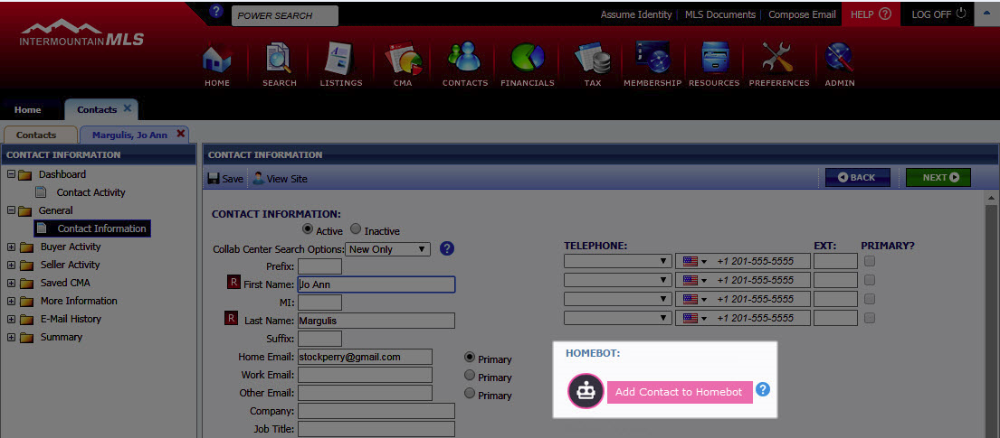 ? POWER SEARCH Assume Identity MLS Documents Compose Email HELP ? LOG OFF
INTERMOUNTAIN MLS
HOME SEARCH LISTINGS CMA CONTACTS FINANCIALS TAX MEMBERSHIP RESOURCES PREFERENCES ADMIN
Home Contacts
Contacts Margulis, Jo Ann
CONTACT INFORMATION
Dashboard
Contact Activity
General
Contact Information
Buyer Activity
Seller Activity
Saved CMA
More Information
E-Mail History
Summary
CONTACT INFORMATION
Save View Site BACK NEXT
CONTACT INFORMATION:
Active Inactive
Collab Center Search Options: New Only ?
Prefix:
R First Name: Jo Ann
MI:
R Last Name: Margulis
Suffix:
Home Email: stockperry@gmail.com Primary
Work Email: Primary
Other Email: Primary
Company:
Job Title:
TELEPHONE: EXT: PRIMARY?
+1 201-555-5555
+1 201-555-5555
+1 201-555-5555
+1 201-555-5555
HOMEBOT:
Add Contact to Homebot ?